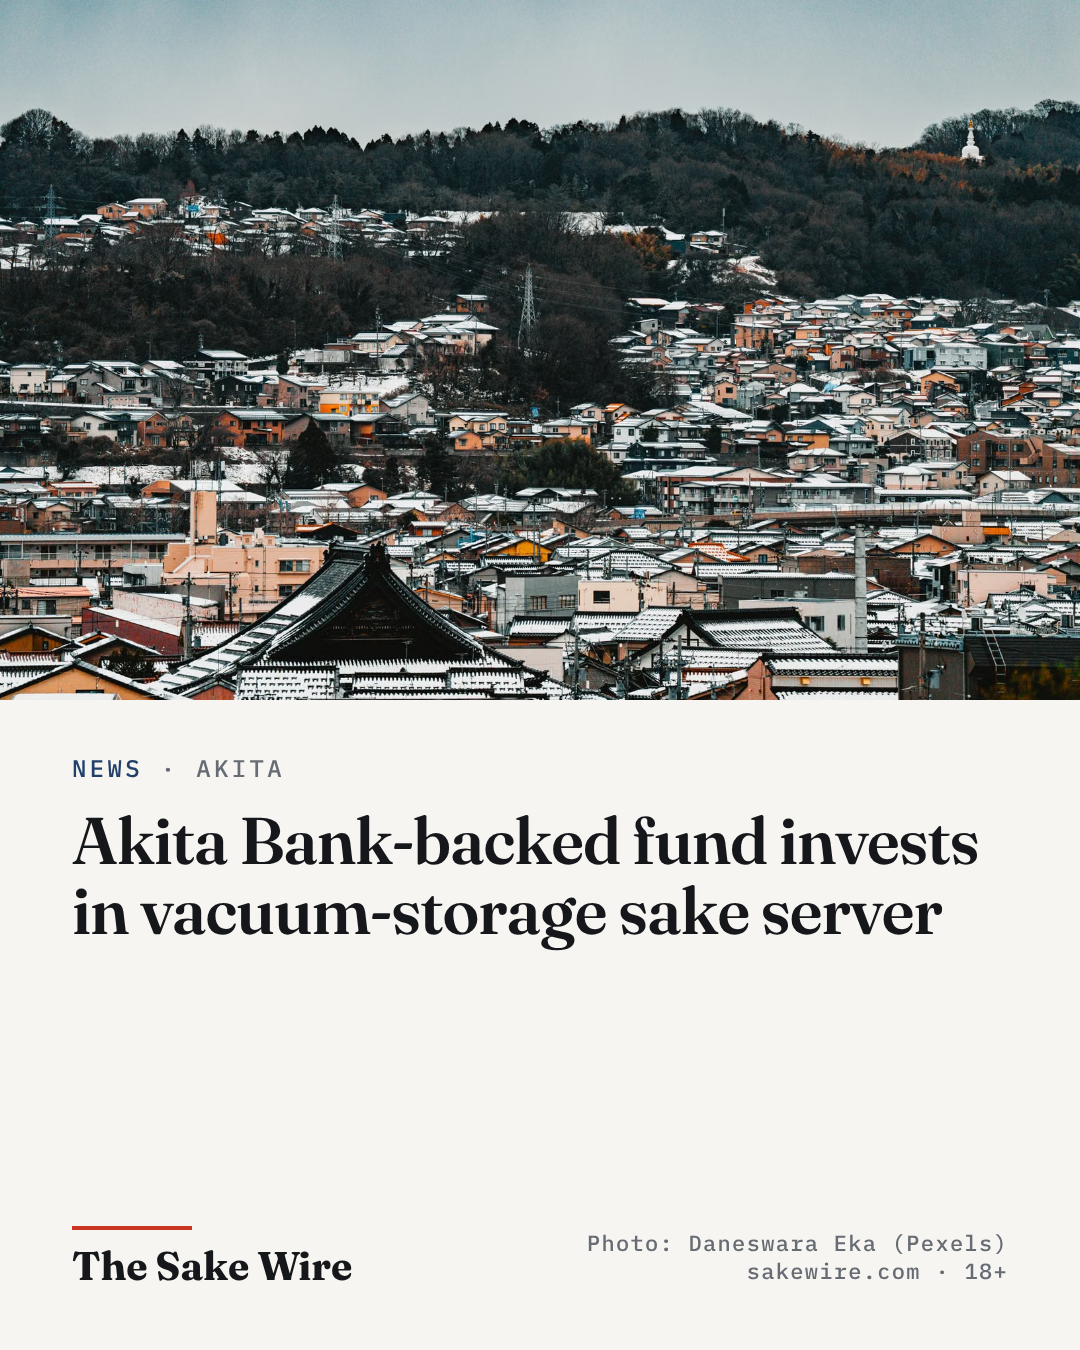 NEWS · AKITA
Akita Bank-backed fund invests
in vacuum-storage sake server
The Sake Wire
Photo: Daneswara Eka (Pexels)
sakewire.com · 18+